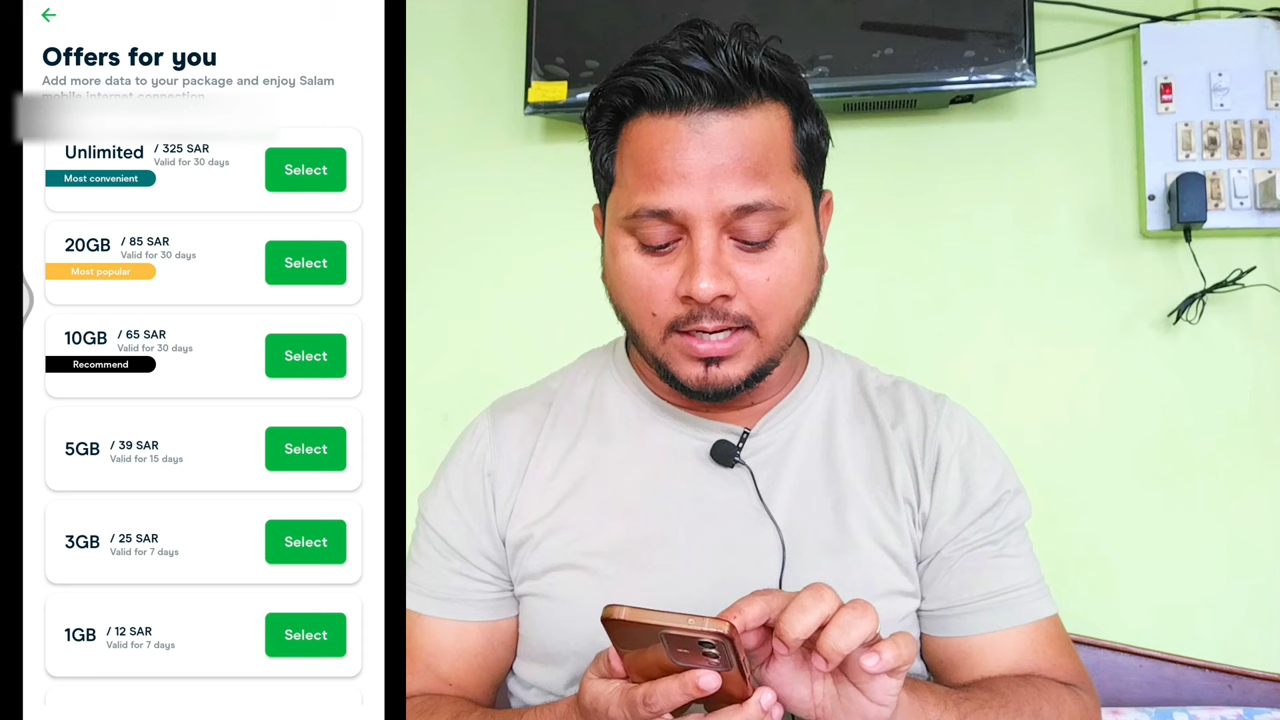 Offers for you
Add more data to your package and enjoy Salam
mobile internet connection
Unlimited / 325 SAR
Valid for 30 days
Most convenient
Select
20GB / 85 SAR
Valid for 30 days
Most popular
Select
10GB / 65 SAR
Valid for 30 days
Recommend
Select
5GB / 39 SAR
Valid for 15 days
Select
3GB / 25 SAR
Valid for 7 days
Select
1GB / 12 SAR
Valid for 7 days
Select